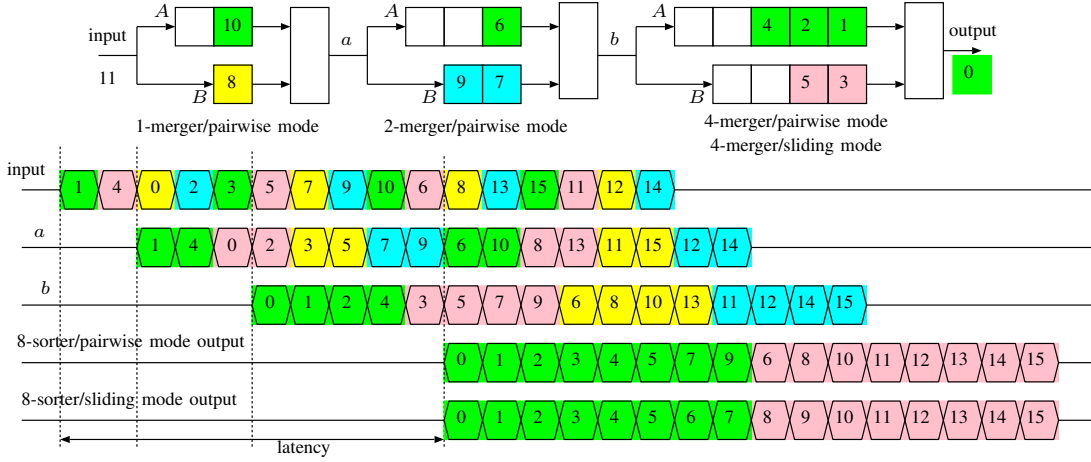 A 10 A 6 A 4 2 1
input a b output
11 B 8 B 9 7 B 5 3 0
1-merger/pairwise mode 2-merger/pairwise mode 4-merger/pairwise mode
4-merger/sliding mode
input 1 4 0 2 3 5 7 9 10 6 8 13 15 11 12 14
a 1 4 0 2 3 5 7 9 6 10 8 13 11 15 12 14
b 0 1 2 4 3 5 7 9 6 8 10 13 11 12 14 15
8-sorter/pairwise mode output 0 1 2 3 4 5 7 9 6 8 10 11 12 13 14 15
8-sorter/sliding mode output 0 1 2 3 4 5 6 7 8 9 10 11 12 13 14 15
latency